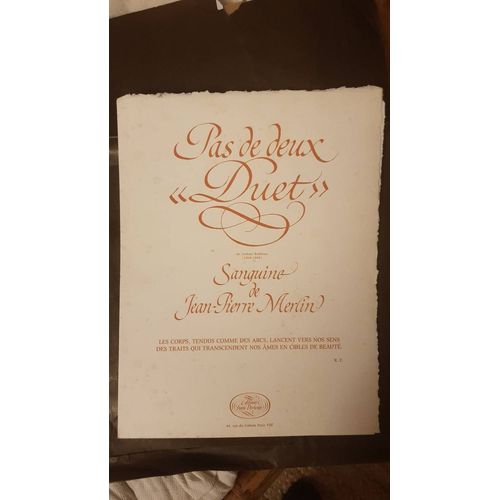 Pas de deux
« Duet »
Sanguine
de
Jean-Pierre Merlin
LES CORPS, TENDUS COMME DES ARCS, LANCENT VERS NOS SENS
DES TRAITS QUI TRANSCENDENT NOS ÂMES EN CIBLES DE BEAUTÉ.